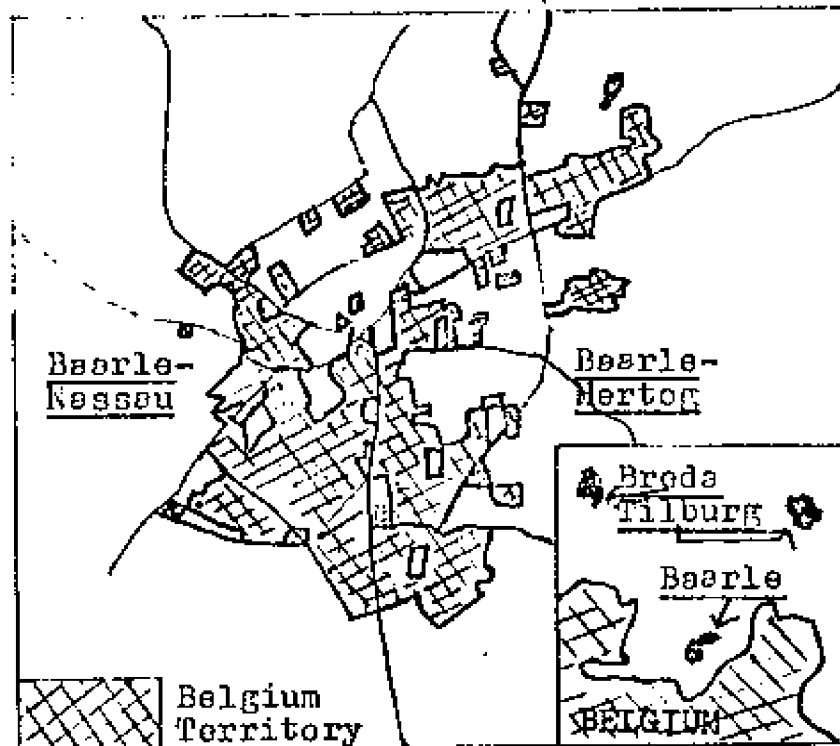 Baarle-
Nassau
Baarle-
Hertog
Breda
Tilburg
Baarle
BELGIUM
Belgium
Territory